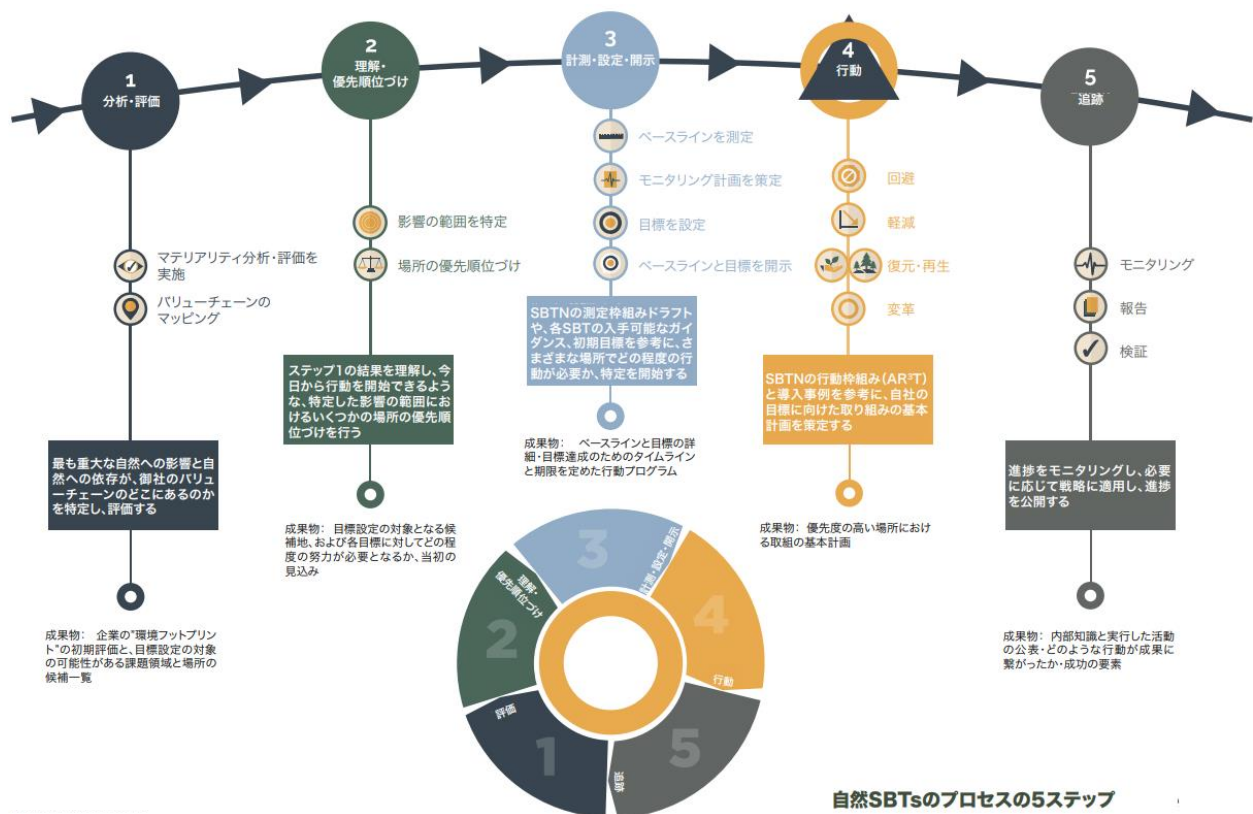 1
分析・評価
マテリアリティ分析・評価を
実施
バリューチェーンの
マッピング
最も重大な自然への影響と自
然への依存が、御社のバリュ
ーチェーンのどこにあるのか
を特定し、評価する
成果物： 企業の"環境フットプリン
ト"の初期評価と、目標設定の対象
の可能性がある課題領域と場所の
候補一覧
2
理解・
優先順位づけ
影響の範囲を特定
場所の優先順位づけ
ステップ1の結果を理解し、今
日から行動を開始できるよう
な、特定した影響の範囲にお
けるいくつかの場所の優先順
位づけを行う
成果物： 目標設定の対象となる候
補地、および各目標に対してどの程
度の努力が必要となるか、当初の
見込み
3
計測・設定・開示
ベースラインを測定
モニタリング計画を策定
目標を設定
ベースラインと目標を開示
SBTNの測定枠組みドラフト
や、各SBTの入手可能なガイ
ダンス、初期目標を参考に、さ
まざまな場所でどの程度の行
動が必要か、特定を開始する
成果物： ベースラインと目標の詳
細・目標達成のためのタイムライン
と期限を定めた行動プログラム
4
行動
回避
軽減
復元・再生
変革
SBTNの行動枠組み(AR³T)
と導入事例を参考に、自社の
目標に向けた取り組みの基本
計画を策定する
成果物： 優先度の高い場所におけ
る取組の基本計画
5
追跡
モニタリング
報告
検証
進捗をモニタリングし、必要
に応じて戦略に適用し、進捗
を公開する
成果物： 内部知識と実行した活動
の公表・どのような行動が成果に
繋がったか・成功の要素
3
計測・設定・開示
2
理解・
優先順位づけ
4
行動
1
評価
5
追跡
自然SBTsのプロセスの5ステップ